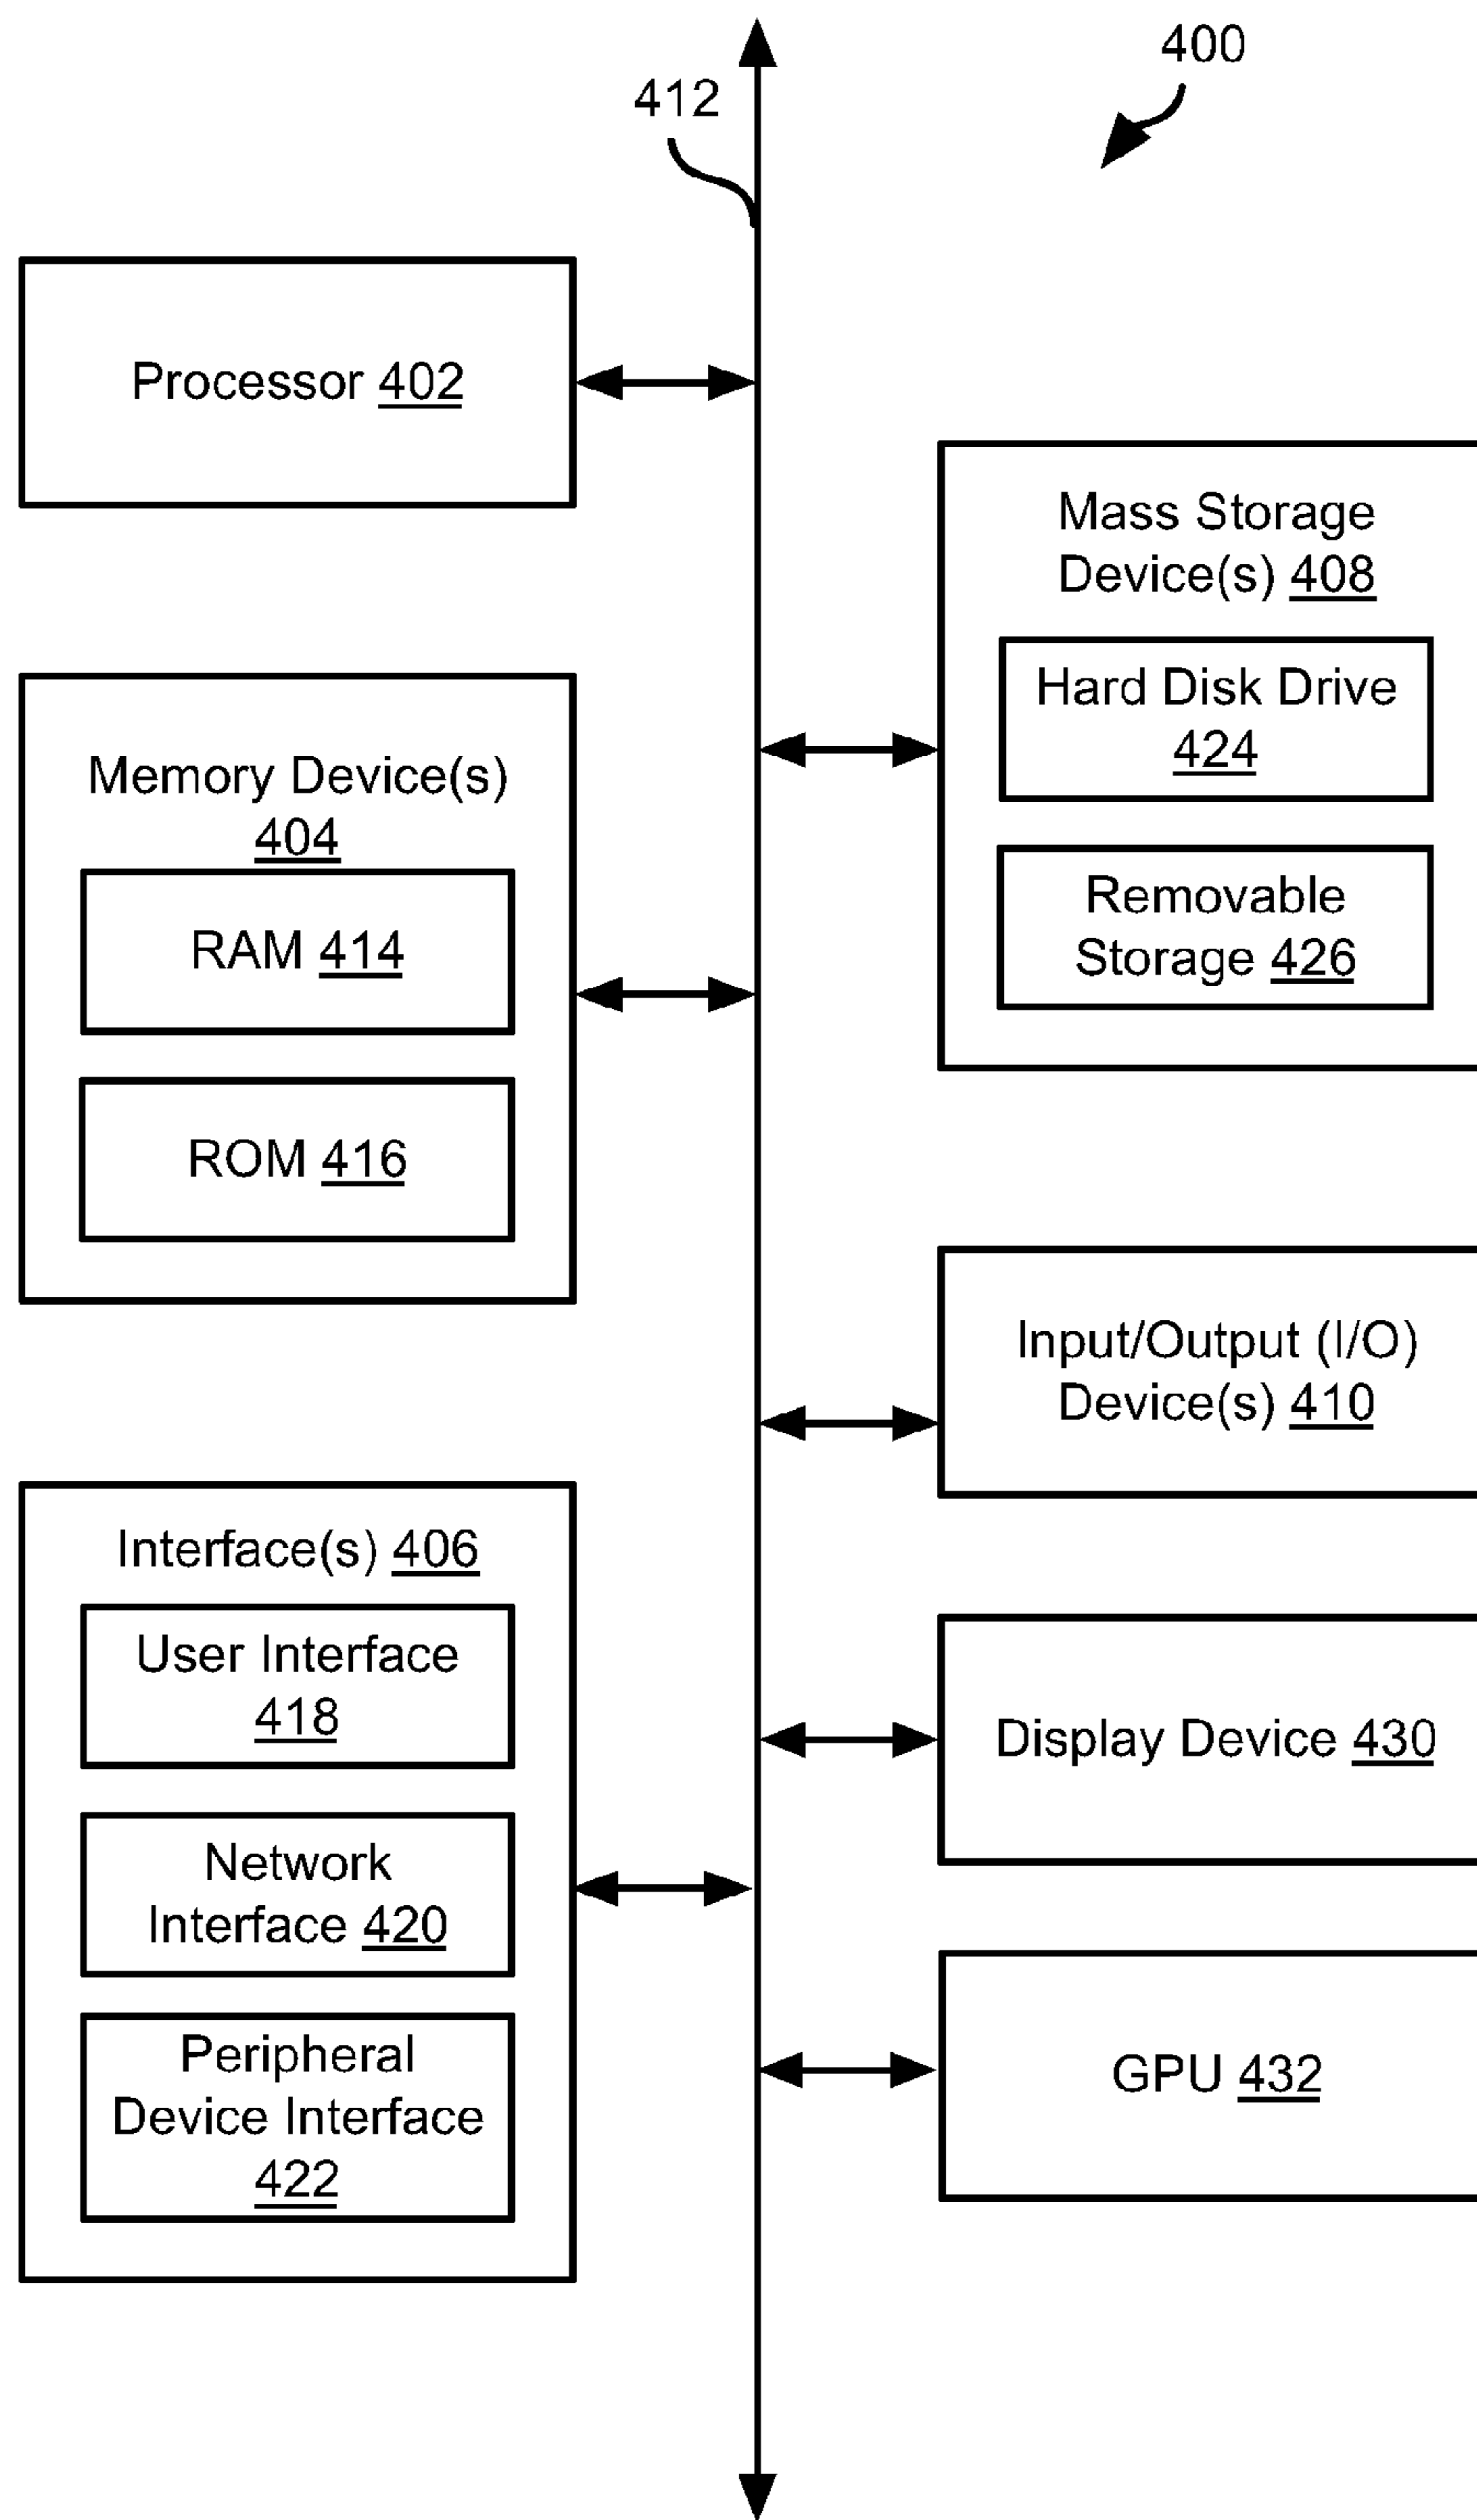 400
412
Processor 402
Memory Device(s)
404
RAM 414
ROM 416
Interface(s) 406
User Interface
418
Network
Interface 420
Peripheral
Device Interface
422
Mass Storage
Device(s) 408
Hard Disk Drive
424
Removable
Storage 426
Input/Output (I/O)
Device(s) 410
Display Device 430
GPU 432